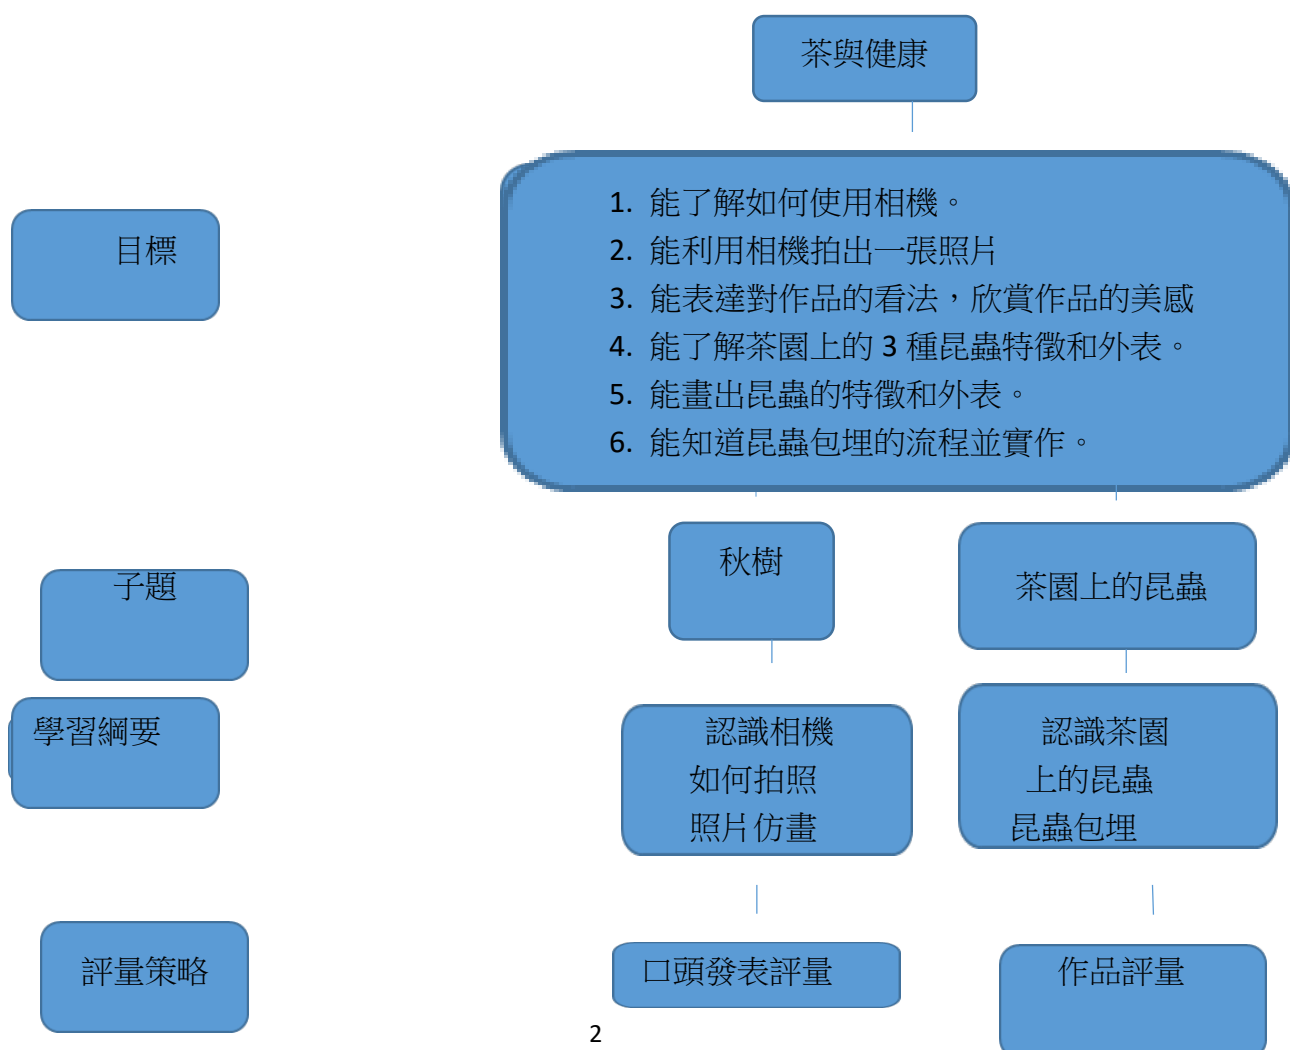 茶與健康
目標
1. 能了解如何使用相機。
2. 能利用相機拍出一張照片
3. 能表達對作品的看法，欣賞作品的美感
4. 能了解茶園上的 3 種昆蟲特徵和外表。
5. 能畫出昆蟲的特徵和外表。
6. 能知道昆蟲包埋的流程並實作。
子題
秋樹
茶園上的昆蟲
學習綱要
認識相機
如何拍照
照片仿畫
認識茶園
上的昆蟲
昆蟲包埋
評量策略
口頭發表評量
作品評量
2